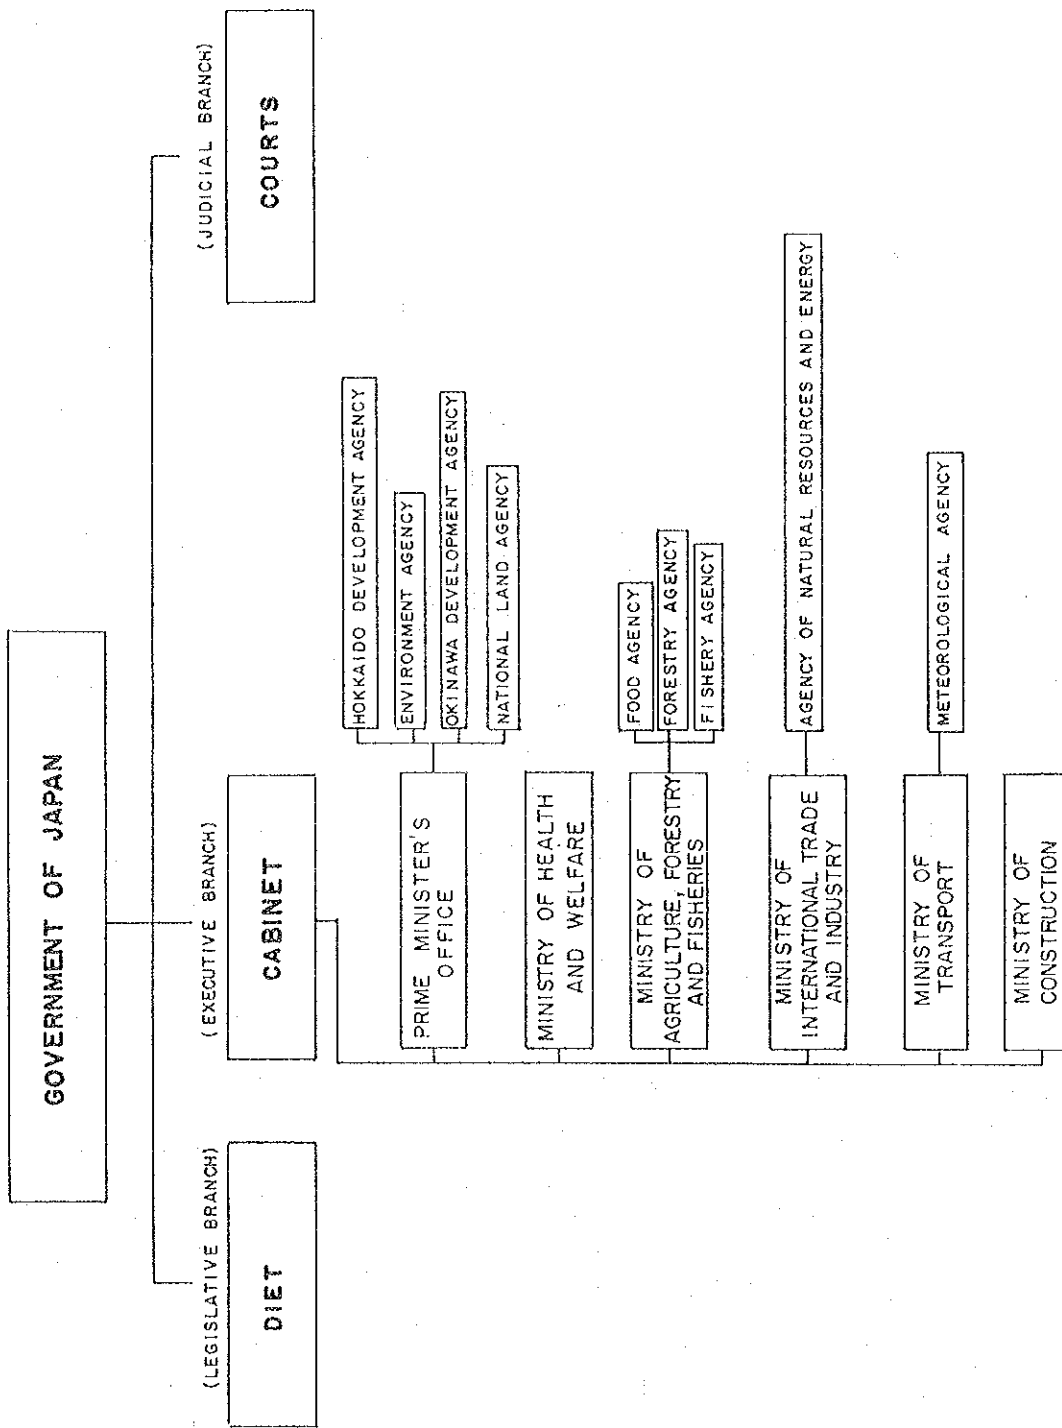 GOVERNMENT OF JAPAN
(LEGISLATIVE BRANCH)
DIET
(EXECUTIVE BRANCH)
CABINET
(JUDICIAL BRANCH)
COURTS
PRIME MINISTER'S
OFFICE
HOKKAIDO DEVELOPMENT AGENCY
ENVIRONMENT AGENCY
OKINAWA DEVELOPMENT AGENCY
NATIONAL LAND AGENCY
MINISTRY OF HEALTH
AND WELFARE
MINISTRY OF
AGRICULTURE, FORESTRY
AND FISHERIES
FOOD AGENCY
FORESTRY AGENCY
FISHERY AGENCY
MINISTRY OF
INTERNATIONAL TRADE
AND INDUSTRY
AGENCY OF NATURAL RESOURCES AND ENERGY
MINISTRY OF
TRANSPORT
METEOROLOGICAL AGENCY
MINISTRY OF
CONSTRUCTION